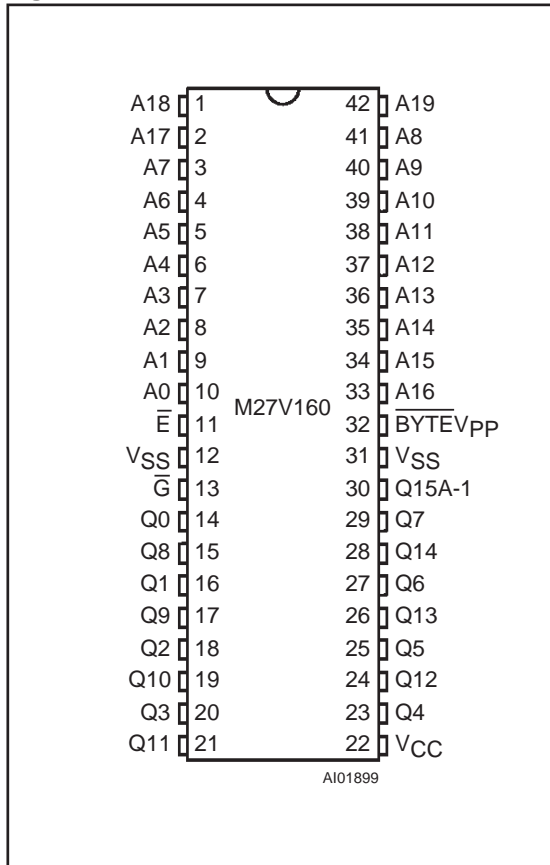 A18 1 42 A19
A17 2 41 A8
A7 3 40 A9
A6 4 39 A10
A5 5 38 A11
A4 6 37 A12
A3 7 36 A13
A2 8 35 A14
A1 9 34 A15
A0 10 33 A16
M27V160
E̅ 11 32 B̅Y̅T̅E̅VPP
VSS 12 31 VSS
G̅ 13 30 Q15A-1
Q0 14 29 Q7
Q8 15 28 Q14
Q1 16 27 Q6
Q9 17 26 Q13
Q2 18 25 Q5
Q10 19 24 Q12
Q3 20 23 Q4
Q11 21 22 VCC
AI01899